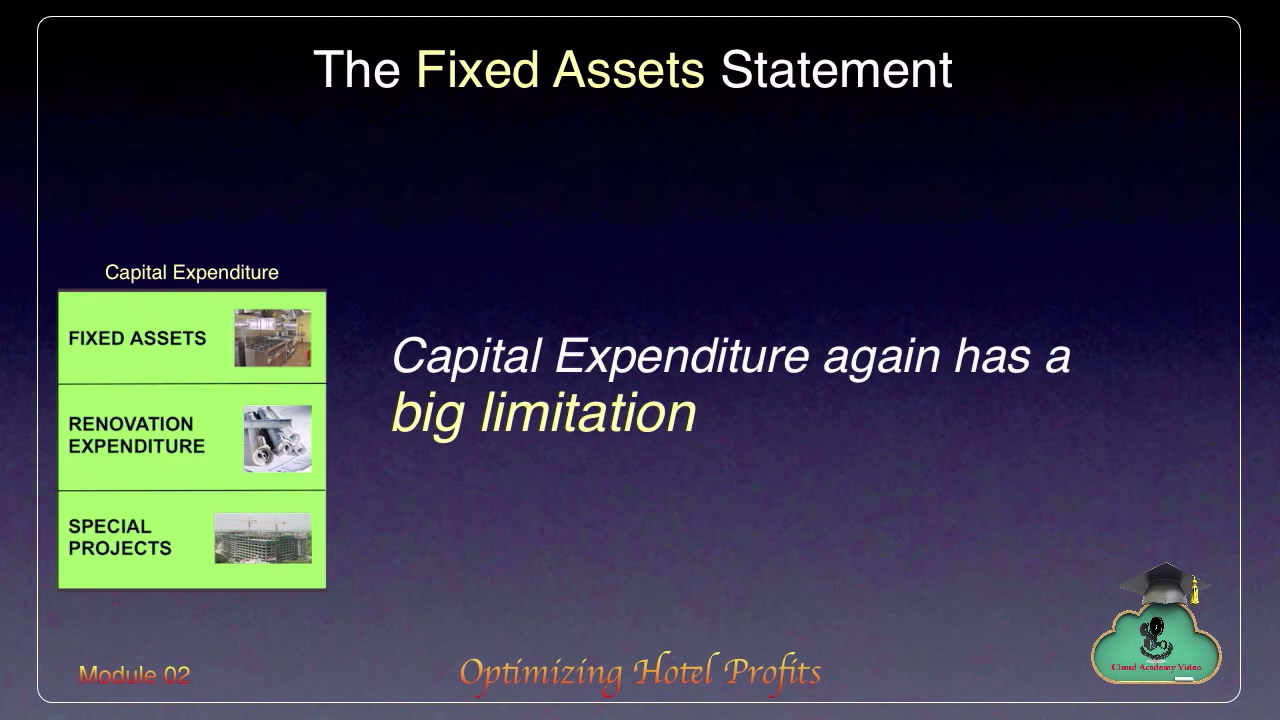 The Fixed Assets Statement
Capital Expenditure
FIXED ASSETS
RENOVATION
EXPENDITURE
SPECIAL
PROJECTS
Capital Expenditure again has a
big limitation
Module 02
Optimizing Hotel Profits
Cloud Academy Video